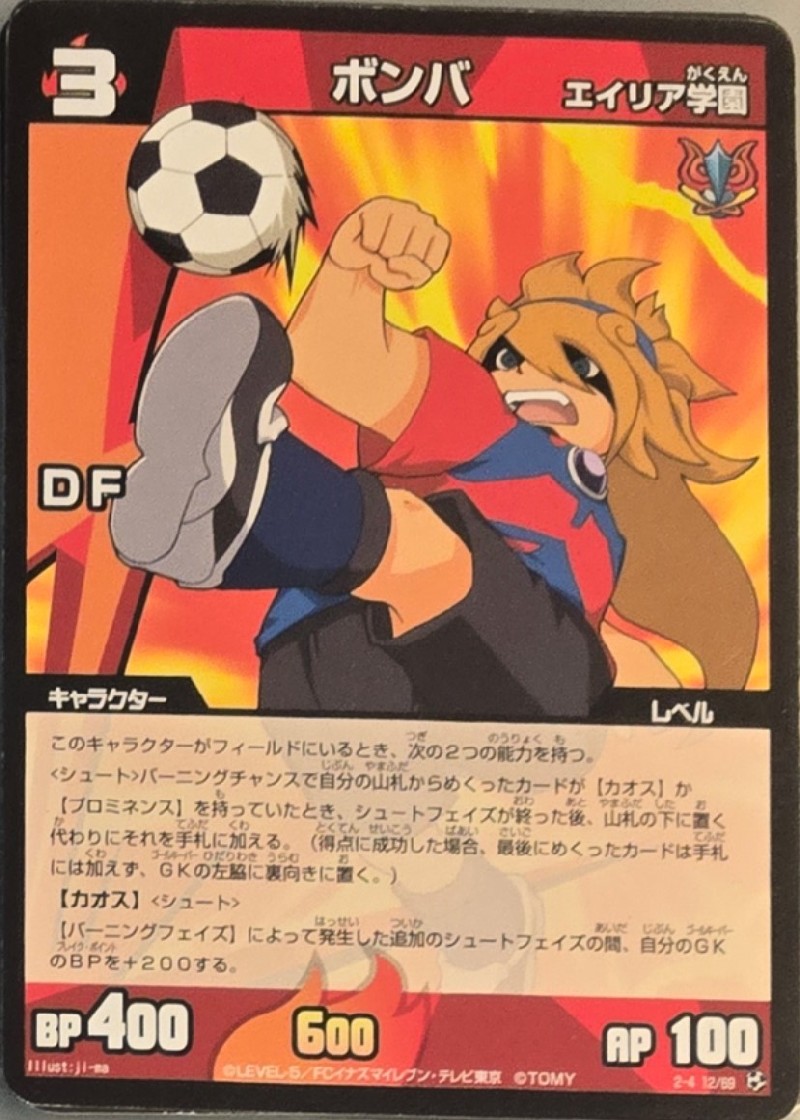 3
ボンバ
エイリア学園
がくえん
DF
キャラクター
レベル
このキャラクターがフィールドにいるとき、次の2つの能力を持つ。
<シュート>バーニングチャンスで自分の山札からめくったカードが【カオス】か
【プロミネンス】を持っていたとき、シュートフェイズが終った後、山札の下に置く
代わりにそれを手札に加える。(得点に成功した場合、最後にめくったカードは手札
には加えず、GKの左脇に裏向きに置く。)
【カオス】<シュート>
【バーニングフェイズ】によって発生した追加のシュートフェイズの間、自分のGK
のBPを+200する。
BP400
600
AP 100
Illust:ji-ma
©LEVEL-5/FCイナズマイレブン・テレビ東京 ©TOMY
2-4 12/69